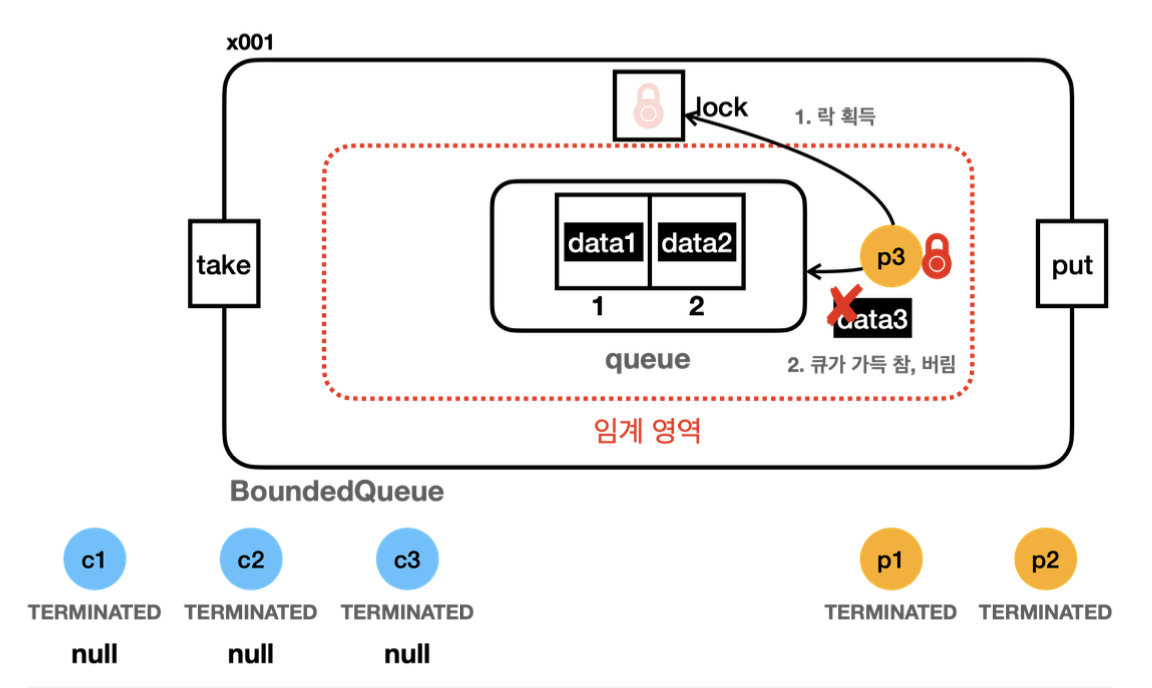 x001
lock
1. 락 획득
take
data1
data2
p3
put
1
2
data3
queue
2. 큐가 가득 참, 버림
임계 영역
BoundedQueue
c1
c2
c3
p1
p2
TERMINATED
TERMINATED
TERMINATED
TERMINATED
TERMINATED
null
null
null